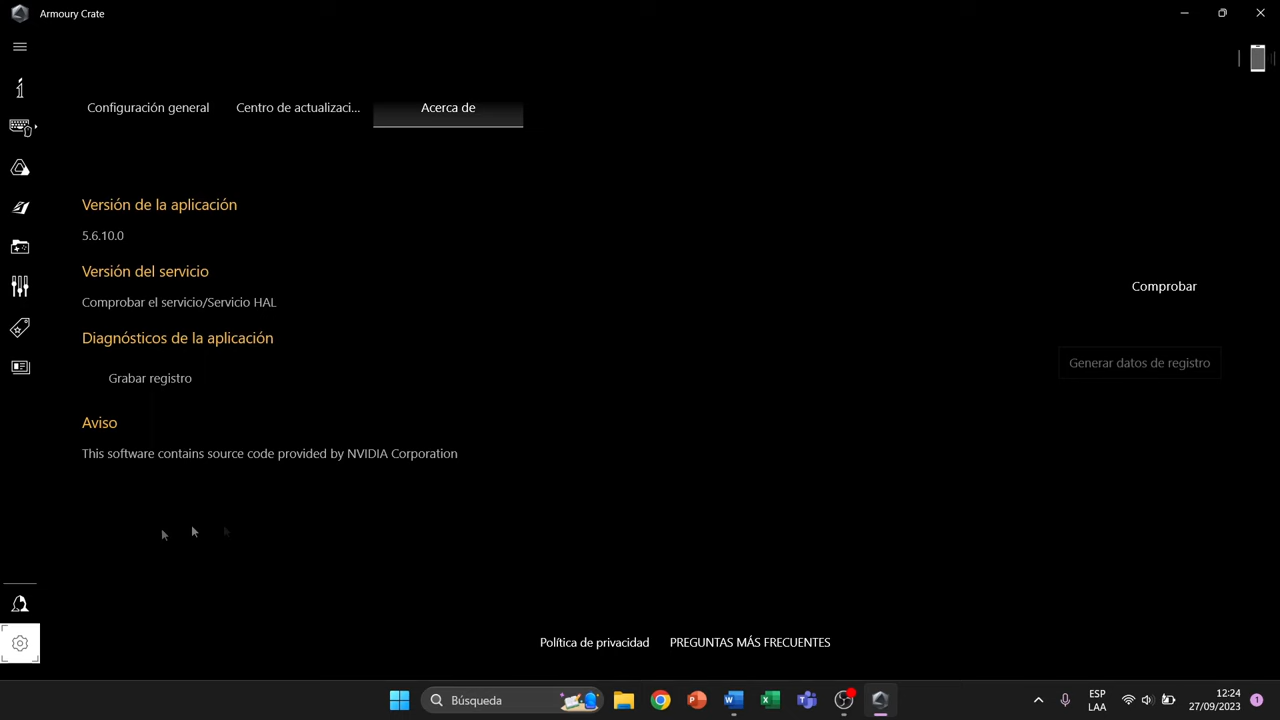 Armoury Crate
Configuración general
Centro de actualizaci...
Acerca de
Versión de la aplicación
5.6.10.0
Versión del servicio
Comprobar el servicio/Servicio HAL
Comprobar
Diagnósticos de la aplicación
Grabar registro
Generar datos de registro
Aviso
This software contains source code provided by NVIDIA Corporation
Política de privacidad
PREGUNTAS MÁS FRECUENTES
Búsqueda
ESP
LAA
12:24
27/09/2023
1